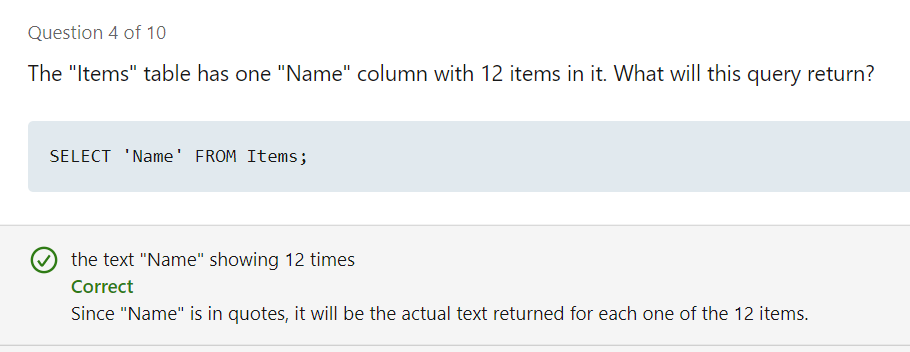 Question 4 of 10
The "Items" table has one "Name" column with 12 items in it. What will this query return?
SELECT 'Name' FROM Items;
the text "Name" showing 12 times
Correct
Since "Name" is in quotes, it will be the actual text returned for each one of the 12 items.